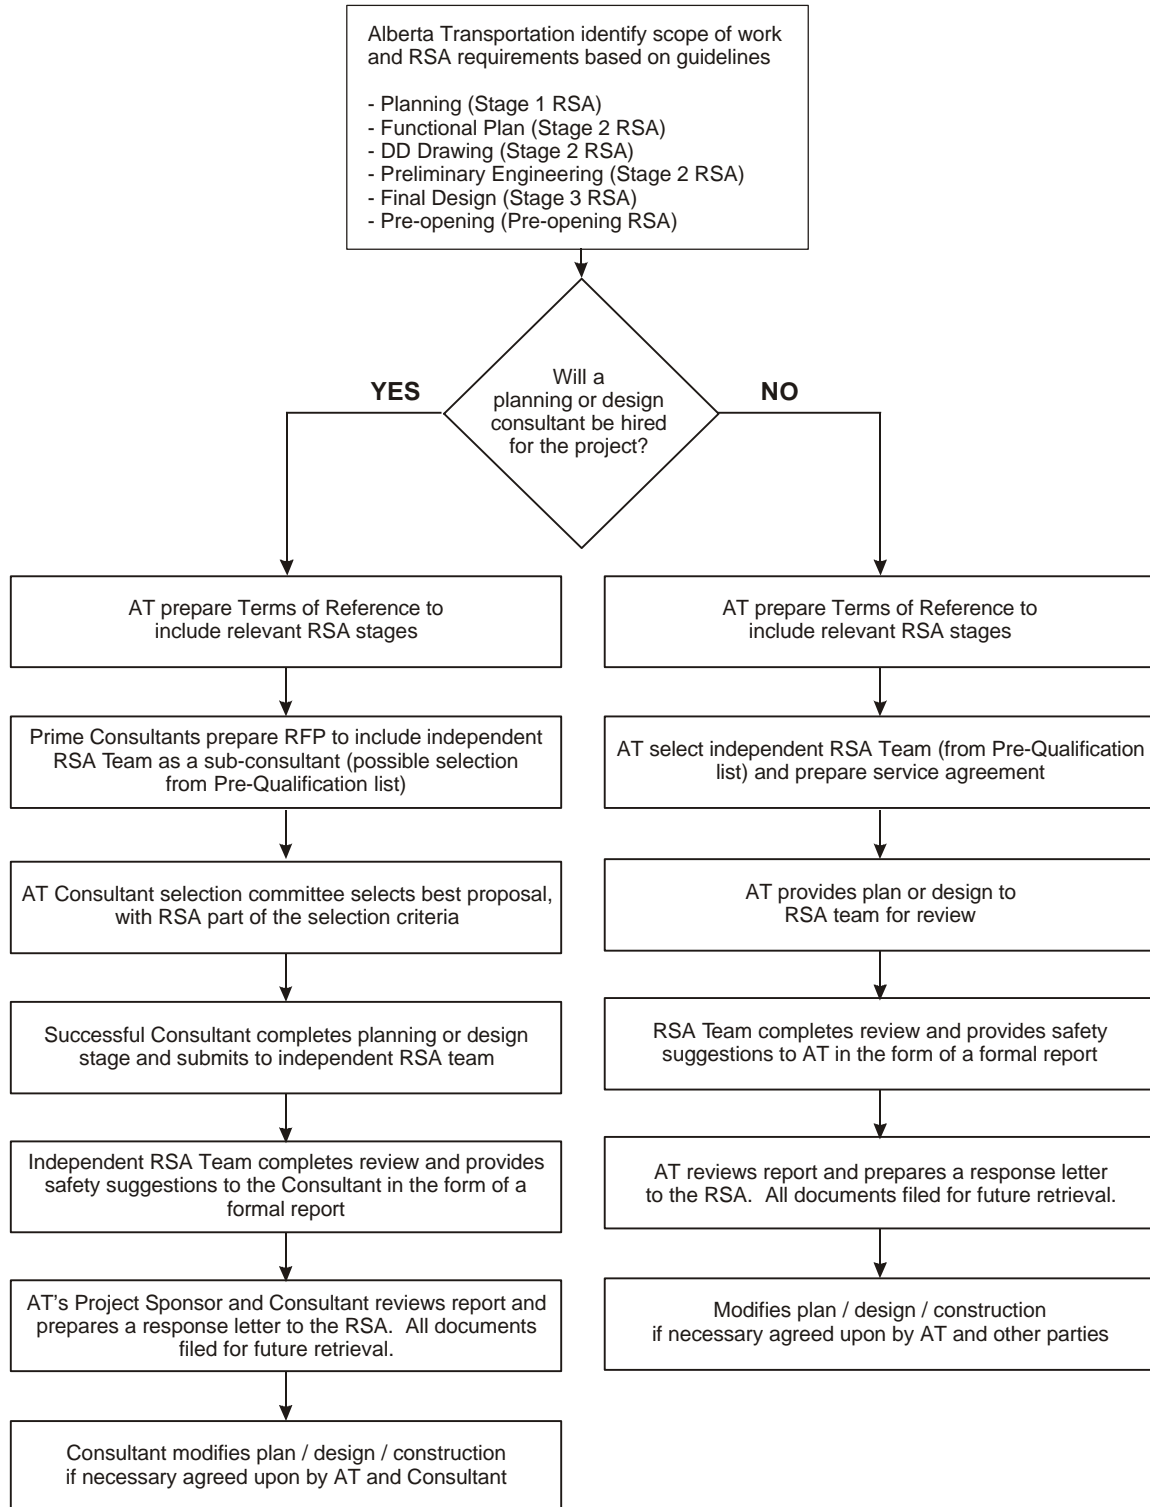 Alberta Transportation identify scope of work
and RSA requirements based on guidelines
- Planning (Stage 1 RSA)
- Functional Plan (Stage 2 RSA)
- DD Drawing (Stage 2 RSA)
- Preliminary Engineering (Stage 2 RSA)
- Final Design (Stage 3 RSA)
- Pre-opening (Pre-opening RSA)
Will a
planning or design
consultant be hired
for the project?
YES
NO
AT prepare Terms of Reference to
include relevant RSA stages
Prime Consultants prepare RFP to include independent
RSA Team as a sub-consultant (possible selection
from Pre-Qualification list)
AT Consultant selection committee selects best proposal,
with RSA part of the selection criteria
Successful Consultant completes planning or design
stage and submits to independent RSA team
Independent RSA Team completes review and provides
safety suggestions to the Consultant in the form of a
formal report
AT's Project Sponsor and Consultant reviews report and
prepares a response letter to the RSA.  All documents
filed for future retrieval.
Consultant modifies plan / design / construction
if necessary agreed upon by AT and Consultant
AT prepare Terms of Reference to
include relevant RSA stages
AT select independent RSA Team (from Pre-Qualification
list) and prepare service agreement
AT provides plan or design to
RSA team for review
RSA Team completes review and provides safety
suggestions to AT in the form of a formal report
AT reviews report and prepares a response letter
to the RSA.  All documents filed for future retrieval.
Modifies plan / design / construction
if necessary agreed upon by AT and other parties